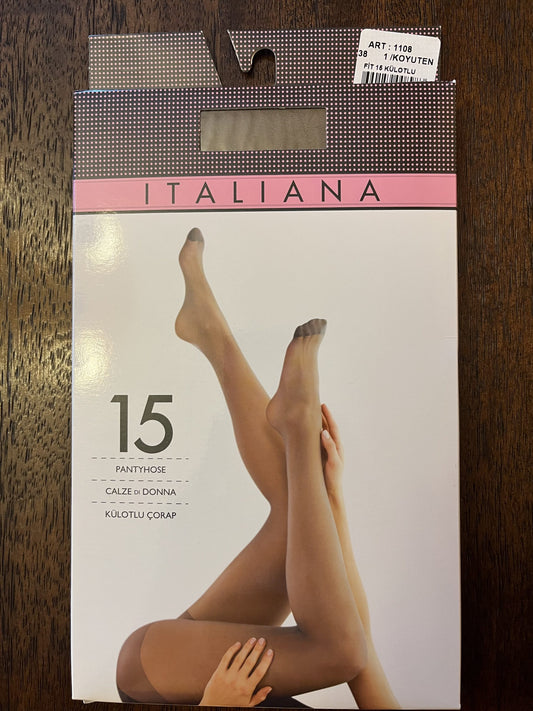 ART : 1108
38 1 /KOYUTEN
FİT 15 KÜLOTLU
ITALIANA
15
PANTYHOSE
CALZE DI DONNA
KÜLOTLU ÇORAP